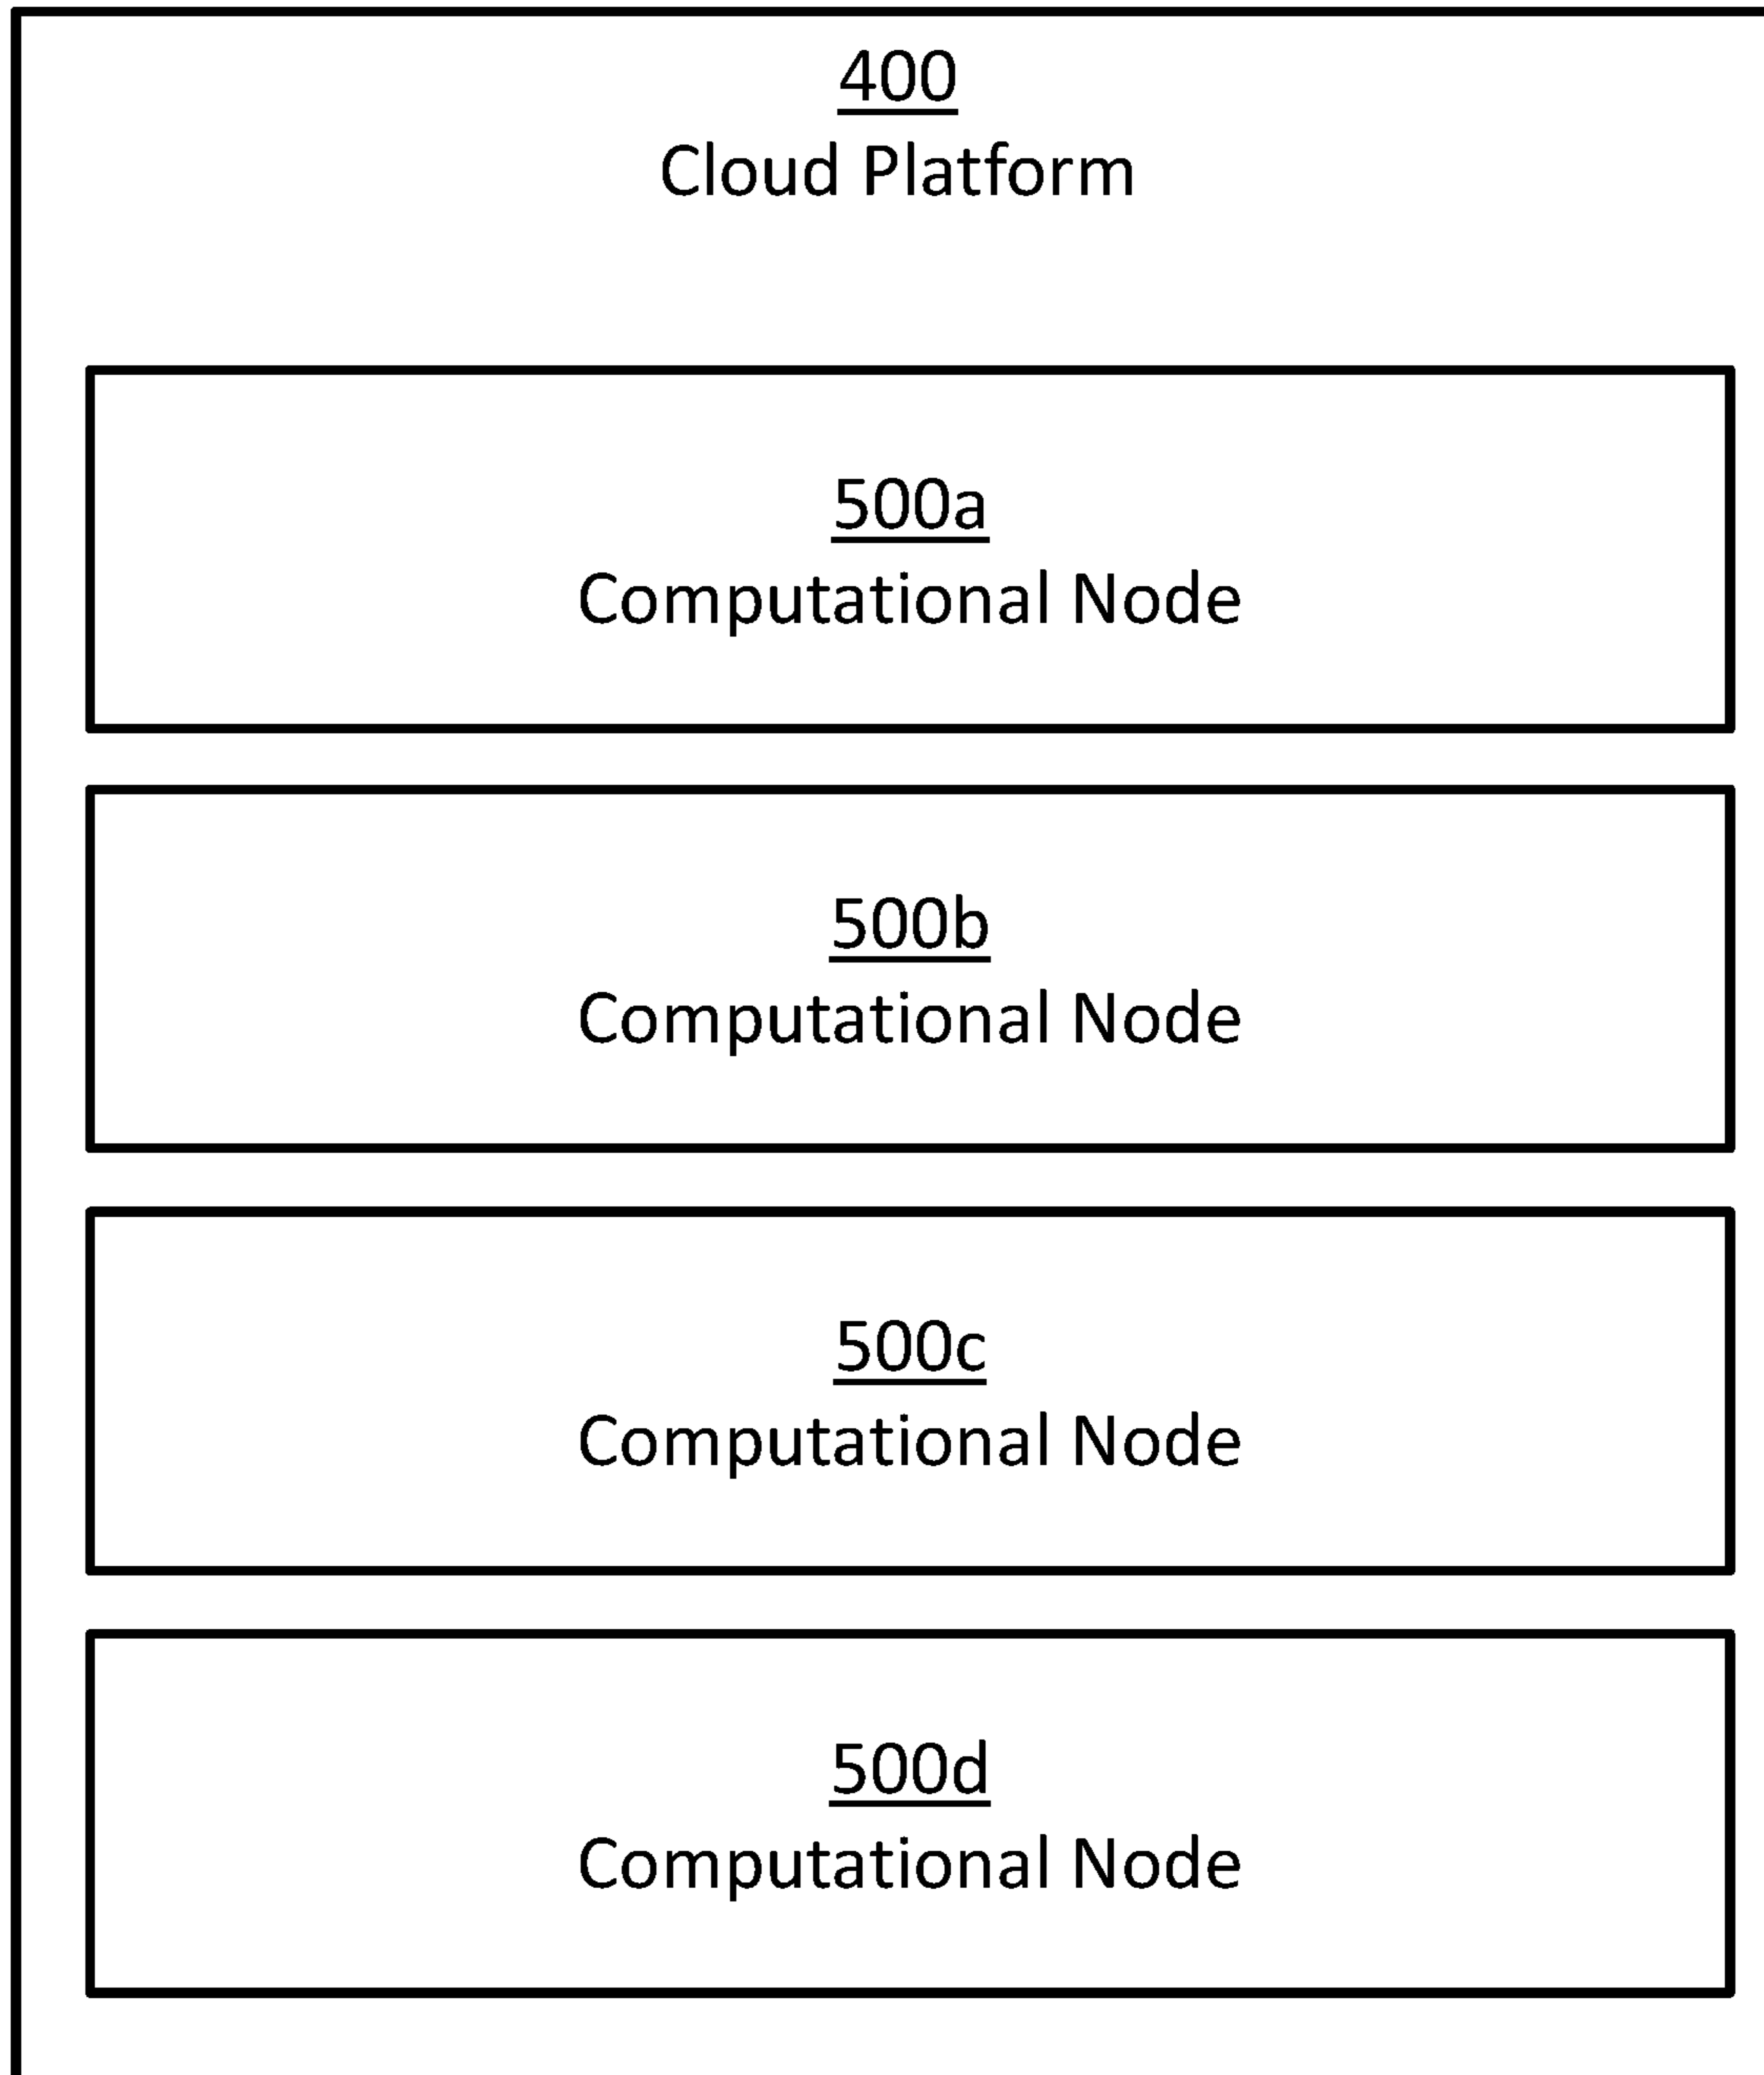 400
Cloud Platform
500a
Computational Node
500b
Computational Node
500c
Computational Node
500d
Computational Node